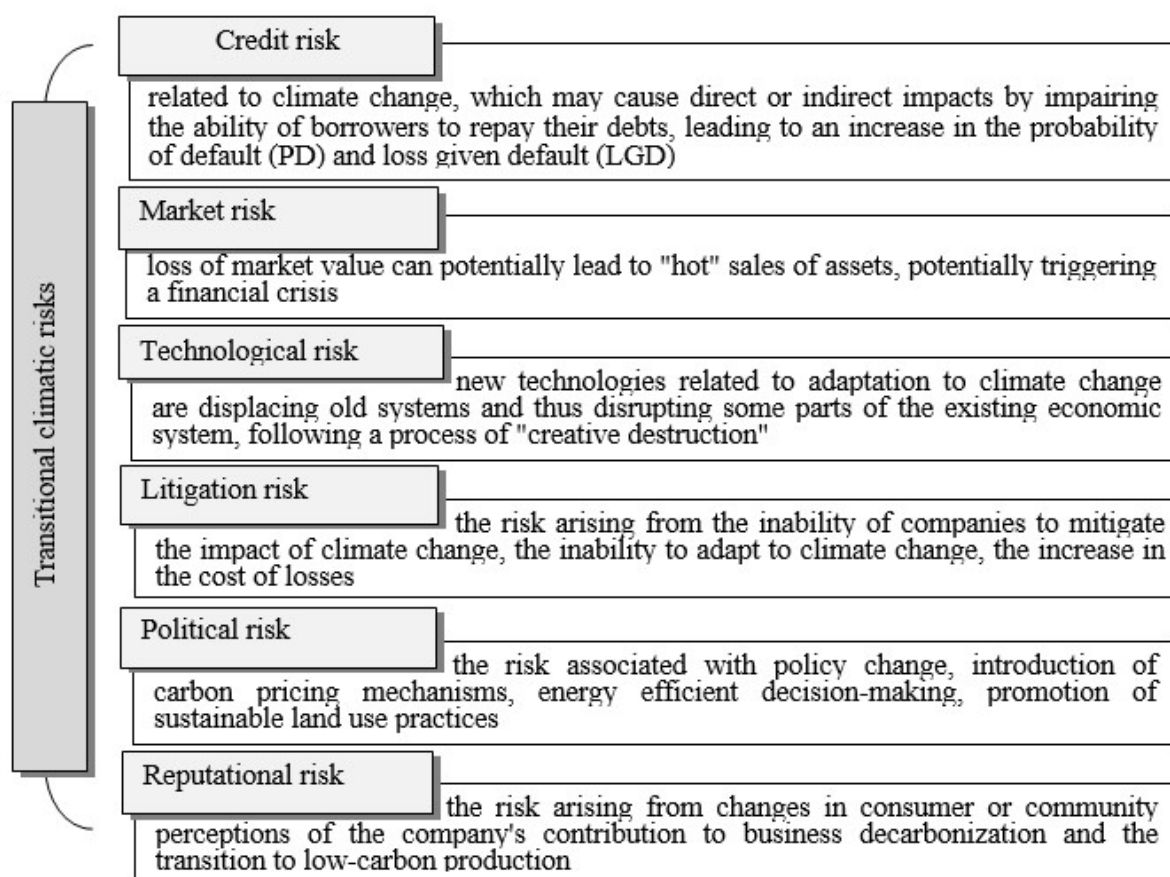 Transitional climatic risks
Credit risk
related to climate change, which may cause direct or indirect impacts by impairing
the ability of borrowers to repay their debts, leading to an increase in the probability
of default (PD) and loss given default (LGD)
Market risk
loss of market value can potentially lead to "hot" sales of assets, potentially triggering
a financial crisis
Technological risk
new technologies related to adaptation to climate change
are displacing old systems and thus disrupting some parts of the existing economic
system, following a process of "creative destruction"
Litigation risk
the risk arising from the inability of companies to mitigate
the impact of climate change, the inability to adapt to climate change, the increase in
the cost of losses
Political risk
the risk associated with policy change, introduction of
carbon pricing mechanisms, energy efficient decision-making, promotion of
sustainable land use practices
Reputational risk
the risk arising from changes in consumer or community
perceptions of the company's contribution to business decarbonization and the
transition to low-carbon production